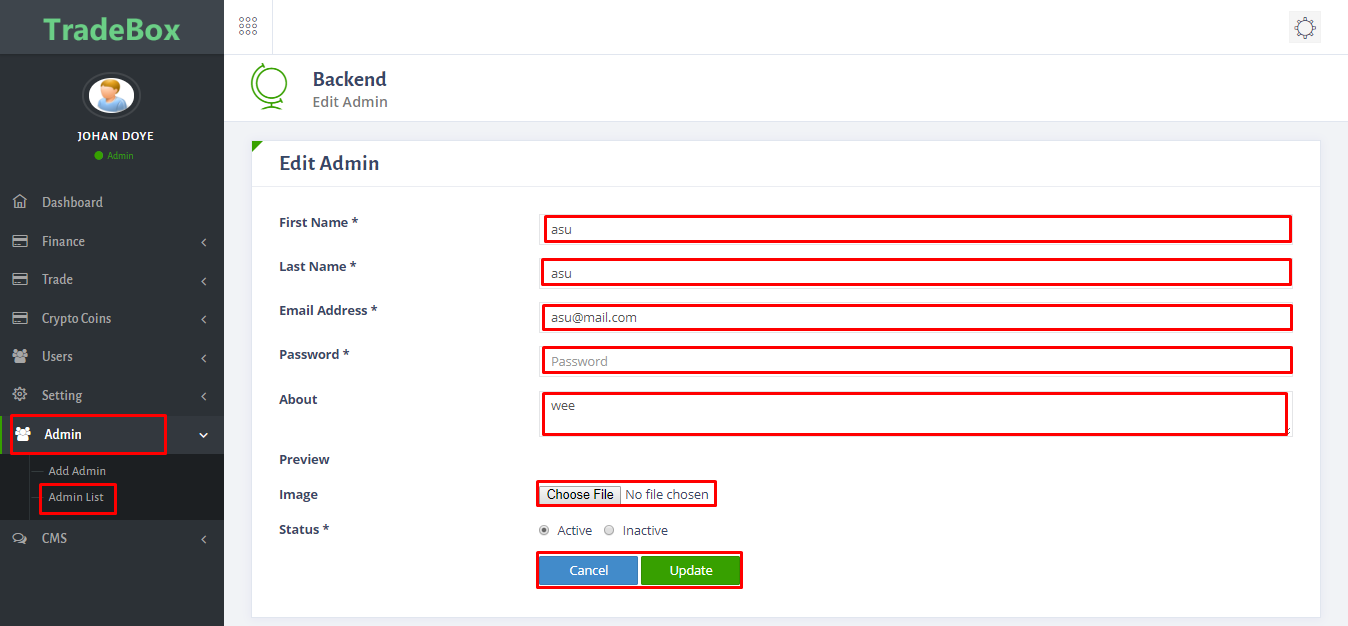 TradeBox
JOHAN DOYE
Admin
Dashboard
Finance
Trade
Crypto Coins
Users
Setting
Admin
Add Admin
Admin List
CMS
Backend
Edit Admin
Edit Admin
First Name *
asu
Last Name *
asu
Email Address *
asu@mail.com
Password *
Password
About
wee
Preview
Image
Choose File No file chosen
Status *
Active Inactive
Cancel Update